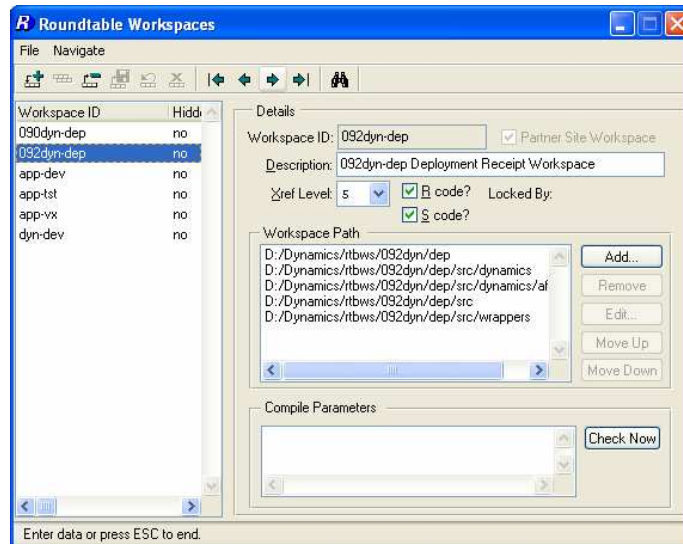 R Roundtable Workspaces
File Navigate
Workspace ID Hidd
090dyn-dep no
092dyn-dep no
app-dev no
app-tst no
app-vx no
dyn-dev no
Details
Workspace ID: 092dyn-dep Partner Site Workspace
Description: 092dyn-dep Deployment Receipt Workspace
Xref Level: 5 R code? Locked By:
S code?
Workspace Path
D:/Dynamics/rtbws/092dyn/dep
D:/Dynamics/rtbws/092dyn/dep/src/dynamics
D:/Dynamics/rtbws/092dyn/dep/src/dynamics/af
D:/Dynamics/rtbws/092dyn/dep/src
D:/Dynamics/rtbws/092dyn/dep/src/wrappers
Add...
Remove
Edit...
Move Up
Move Down
Compile Parameters
Check Now
Enter data or press ESC to end.